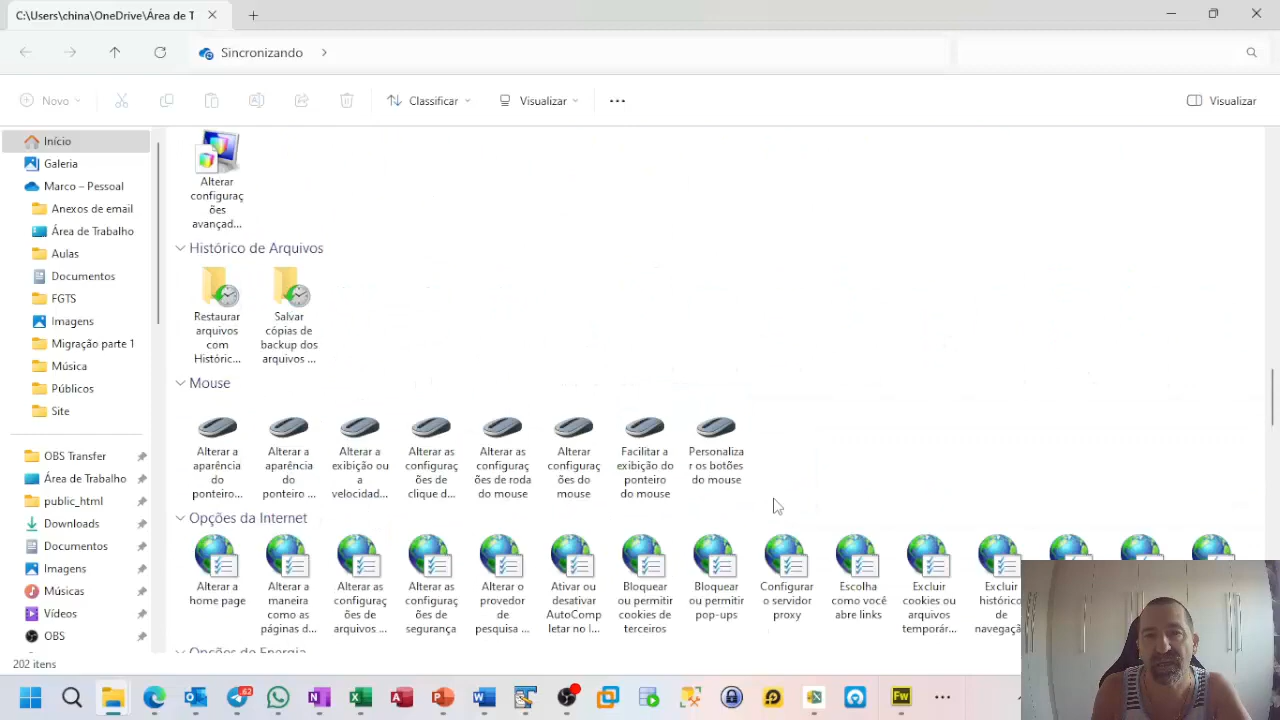 C:\Users\china\OneDrive\Área de T
Sincronizando
Novo
Classificar
Visualizar
Visualizar
Início
Galeria
Marco – Pessoal
Anexos de email
Área de Trabalho
Aulas
Documentos
FGTS
Imagens
Migração parte 1
Música
Públicos
Site
OBS Transfer
Área de Trabalho
public_html
Downloads
Documentos
Imagens
Músicas
Vídeos
OBS
Alterar
configuraç
ões
avançad...
Histórico de Arquivos
Restaurar
arquivos
com
Históric...
Salvar
cópias de
backup dos
arquivos ...
Mouse
Alterar a
aparência
do
ponteiro...
Alterar a
aparência
do
ponteiro ...
Alterar a
exibição ou
a
velocidad...
Alterar as
configuraç
ões de
clique d...
Alterar as
configuraç
ões de roda
do mouse
Alterar
configuraç
ões do
mouse
Facilitar a
exibição do
ponteiro
do mouse
Personaliza
r os botões
do mouse
Opções da Internet
Alterar a
home page
Alterar a
maneira
como as
páginas d...
Alterar as
configuraç
ões de
arquivos ...
Alterar as
configuraç
ões de
segurança
Alterar o
provedor
de
pesquisa ...
Ativar ou
desativar
AutoComp
letar no I...
Bloquear
ou permitir
cookies de
terceiros
Bloquear
ou permitir
pop-ups
Configurar
o servidor
proxy
Escolha
como você
abre links
Excluir
cookies ou
arquivos
temporár...
Excluir
histórico
de
navegaçã
Opções de Energia
202 itens
62
Fw